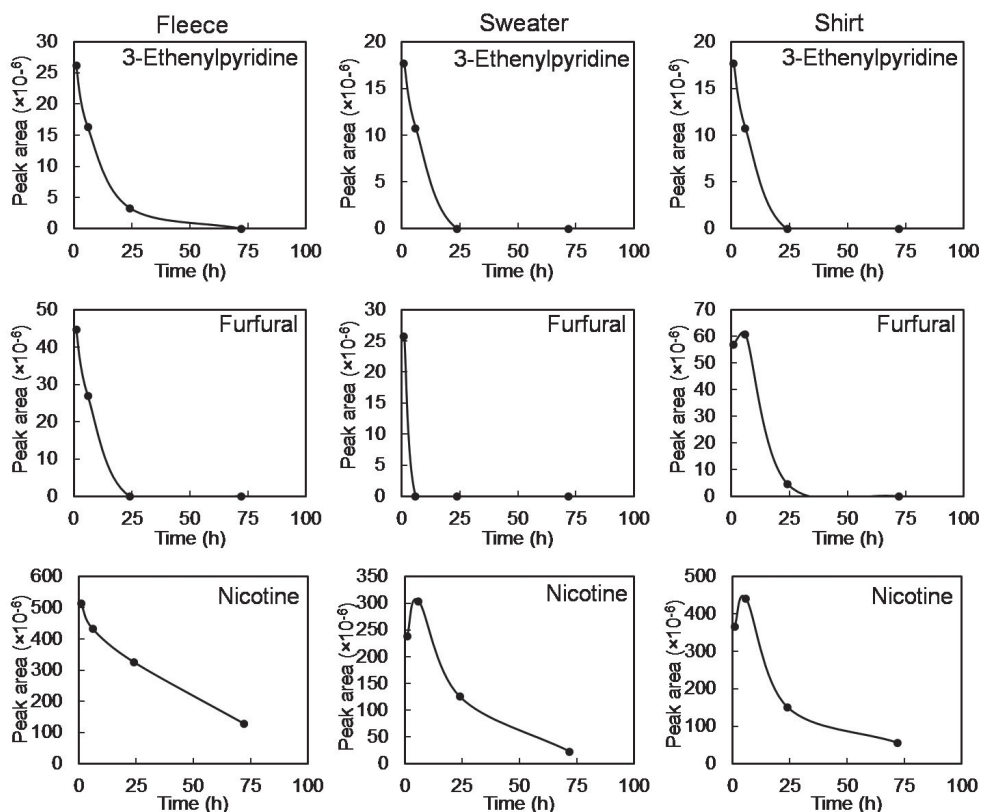 Fleece Sweater Shirt
30 3-Ethenylpyridine 20 3-Ethenylpyridine 20 3-Ethenylpyridine
Peak area (×10⁻⁶) Peak area (×10⁻⁶) Peak area (×10⁻⁶)
25 15 15
20
15 10 10
10 5 5
5
0 0 0
0 25 50 75 100 0 25 50 75 100 0 25 50 75 100
Time (h) Time (h) Time (h)
50 Furfural 30 Furfural 70 Furfural
Peak area (×10⁻⁶) Peak area (×10⁻⁶) Peak area (×10⁻⁶)
40 25 60
30 20 50
20 15 40
10 10 30
5 20
10
0 0 0
0 25 50 75 100 0 25 50 75 100 0 25 50 75 100
Time (h) Time (h) Time (h)
600 Nicotine 350 Nicotine 500 Nicotine
Peak area (×10⁻⁶) Peak area (×10⁻⁶) Peak area (×10⁻⁶)
500 300 400
400 250 300
300 200 200
200 150 100
100 100
50
0 0 0
0 25 50 75 100 0 25 50 75 100 0 25 50 75 100
Time (h) Time (h) Time (h)